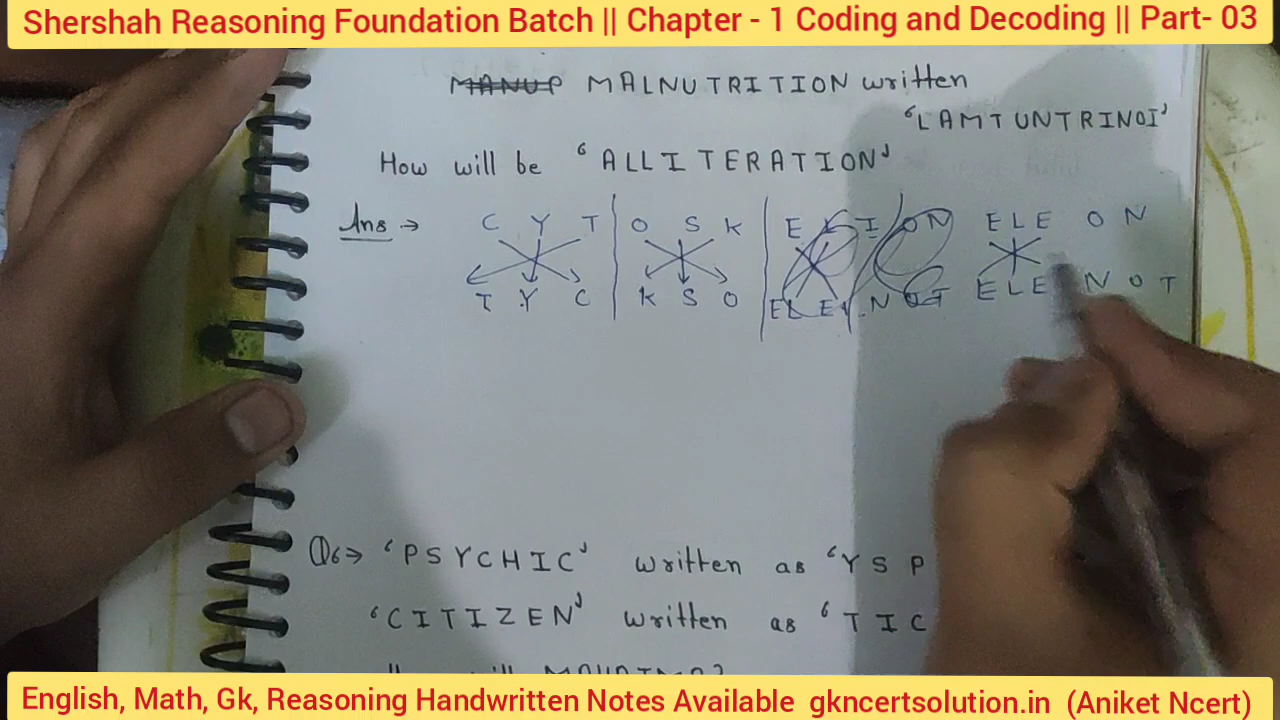 Shershah Reasoning Foundation Batch || Chapter - 1 Coding and Decoding || Part- 03
MALNUTRITION written
'LAMTUNTRINOI'
How will be 'ALLITERATION'
Ans → C Y T O S K E L I O N E L E O N
T Y C K S O E L E N O T E L E N O T
Q6⇒ 'PSYCHIC' written as 'Y S P
'CITIZEN' written as 'T I C
English, Math, Gk, Reasoning Handwritten Notes Available gkncertsolution.in (Aniket Ncert)